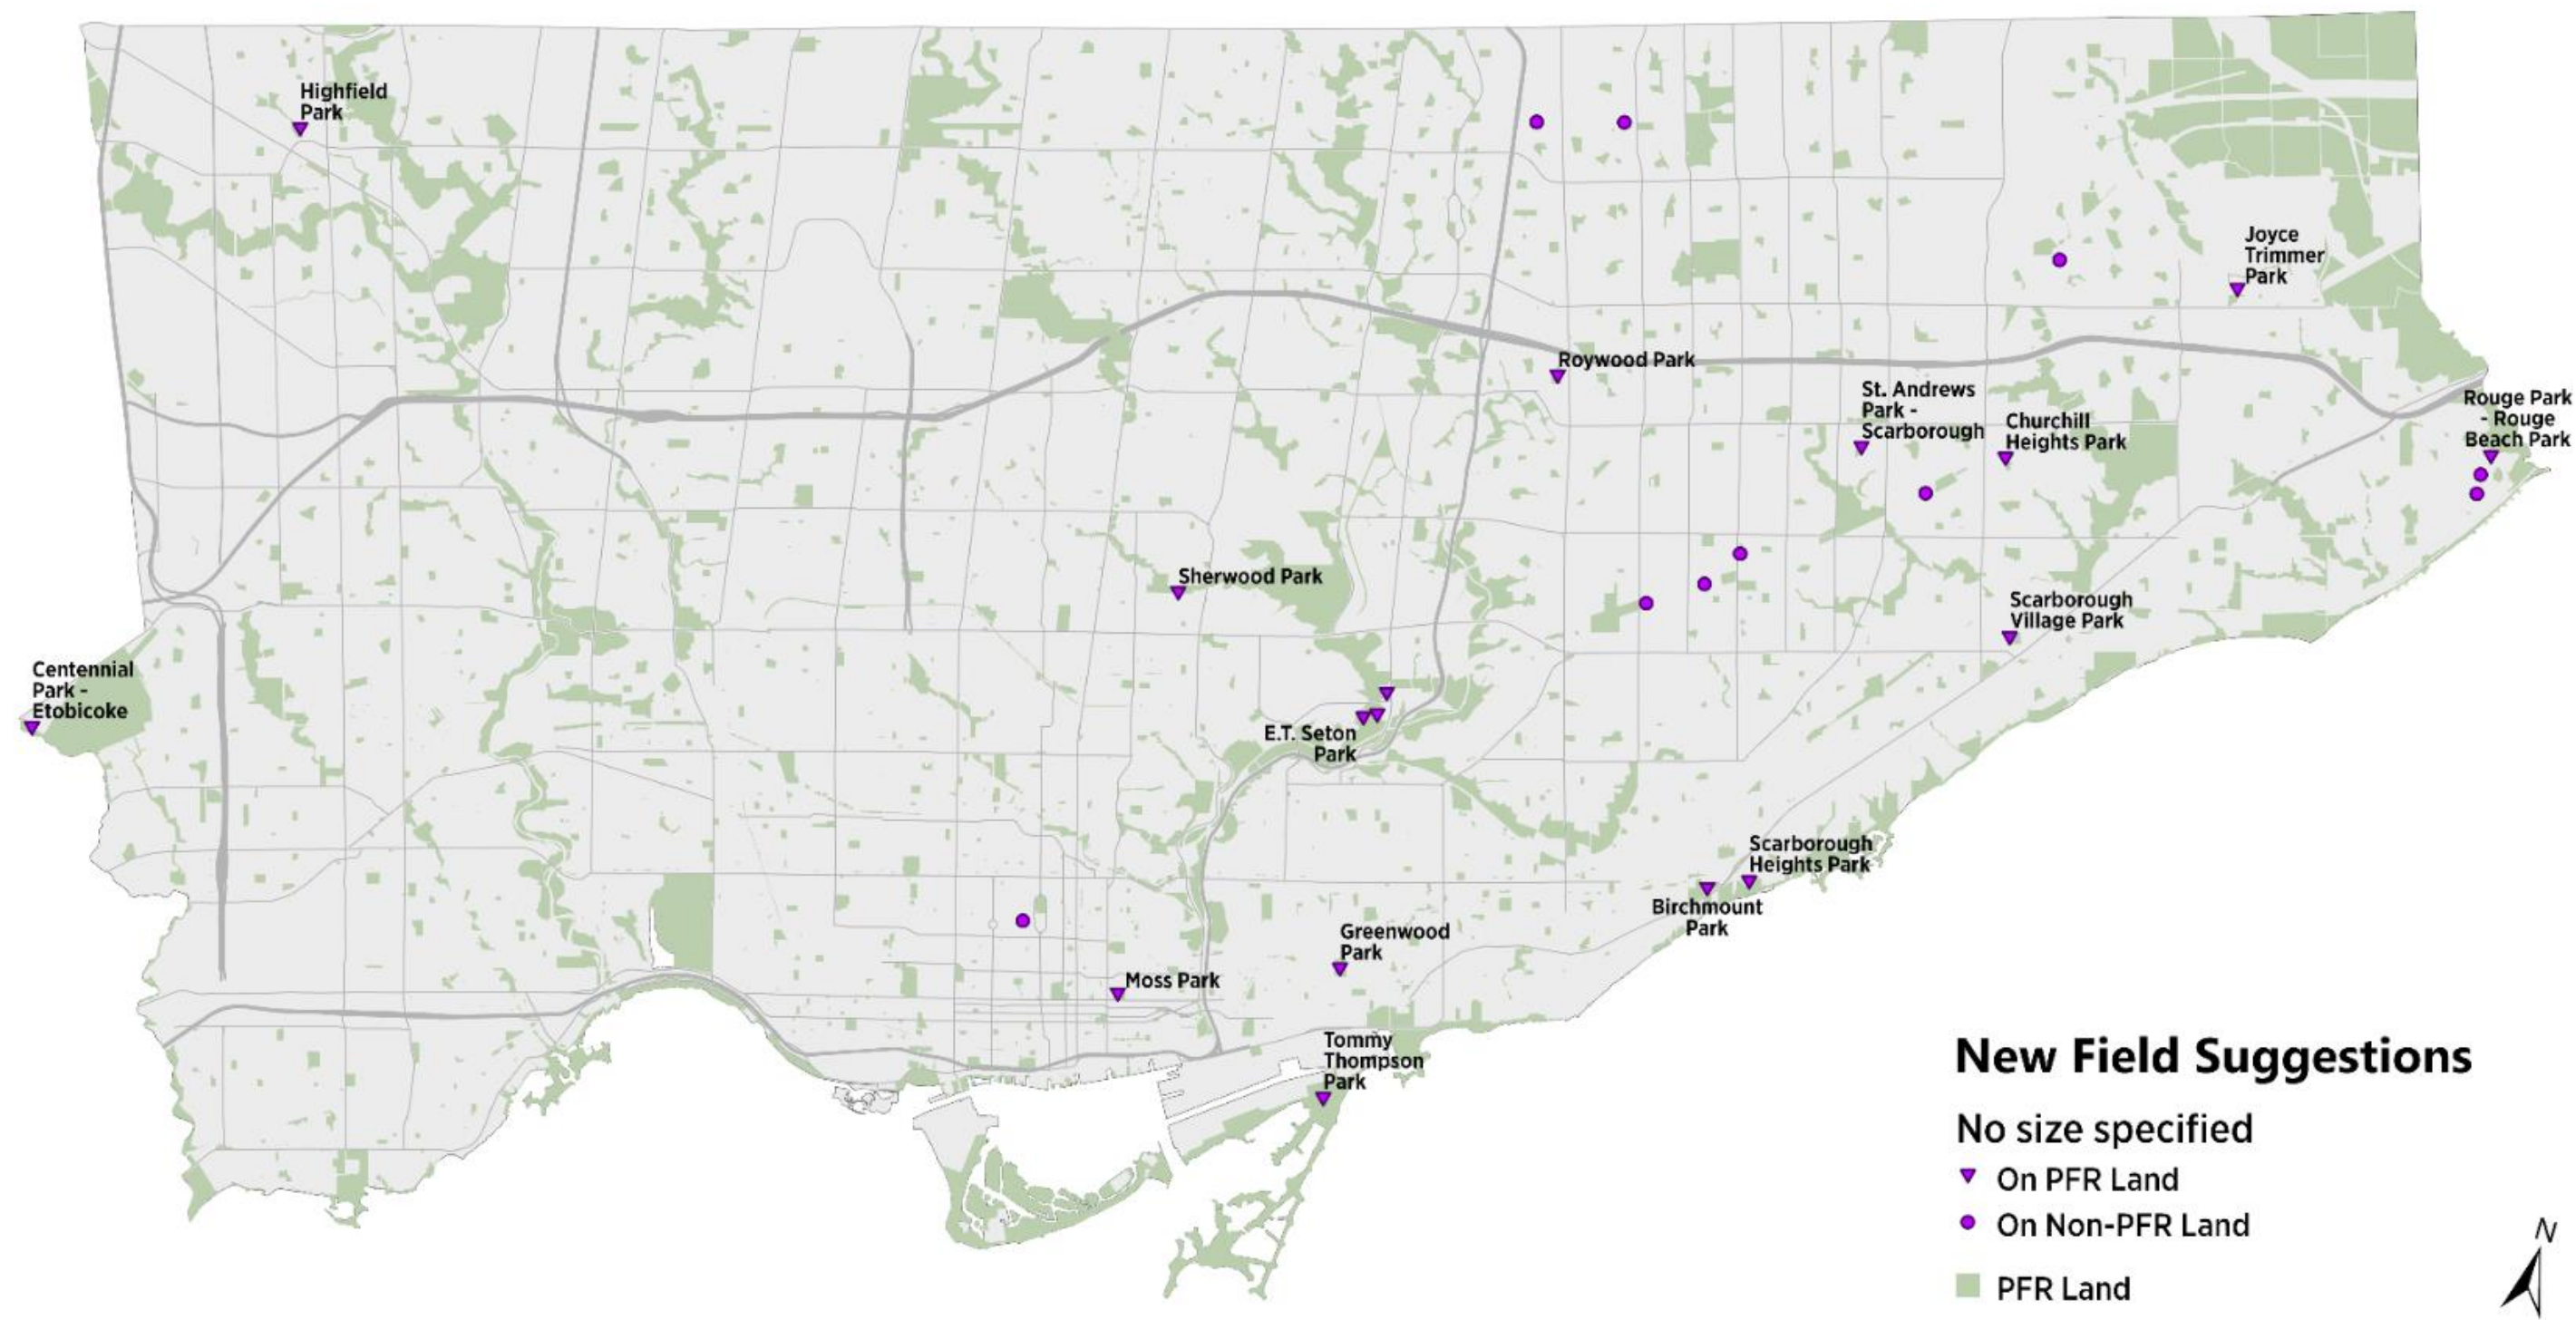 Highfield
Park
Joyce
Trimmer
Park
Roywood Park
St. Andrews
Park -
Scarborough
Churchill
Heights Park
Rouge Park
- Rouge
Beach Park
Sherwood Park
Scarborough
Village Park
Centennial
Park -
Etobicoke
E.T. Seton
Park
Scarborough
Heights Park
Birchmount
Park
Greenwood
Park
Moss Park
Tommy
Thompson
Park
New Field Suggestions
No size specified
On PFR Land
On Non-PFR Land
PFR Land
N